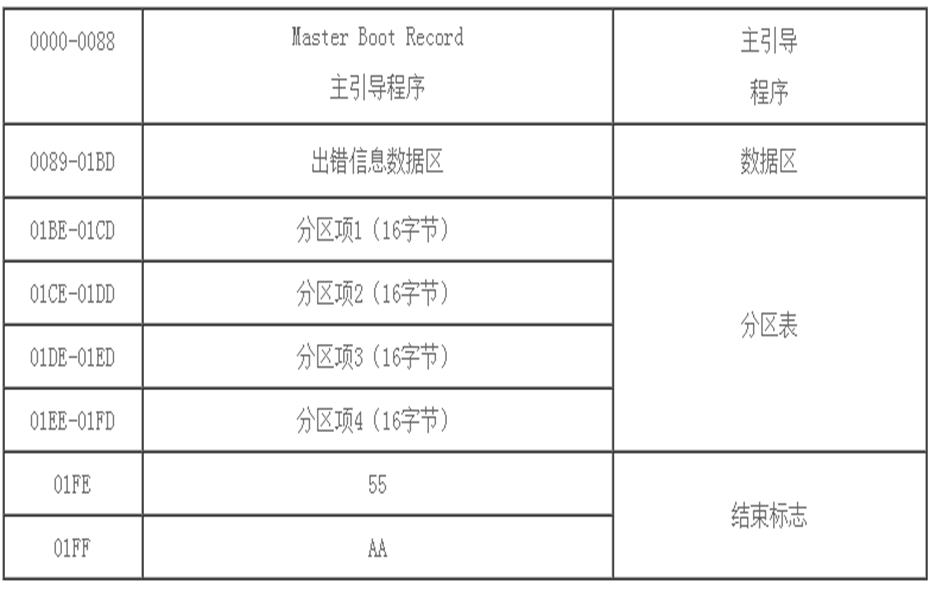 0000-0088
Master Boot Record
主引导程序
主引导
程序
0089-01BD
出错信息数据区
数据区
01BE-01CD
分区项1（16字节）
分区表
01CE-01DD
分区项2（16字节）
01DE-01ED
分区项3（16字节）
01EE-01FD
分区项4（16字节）
01FE
55
结束标志
01FF
AA